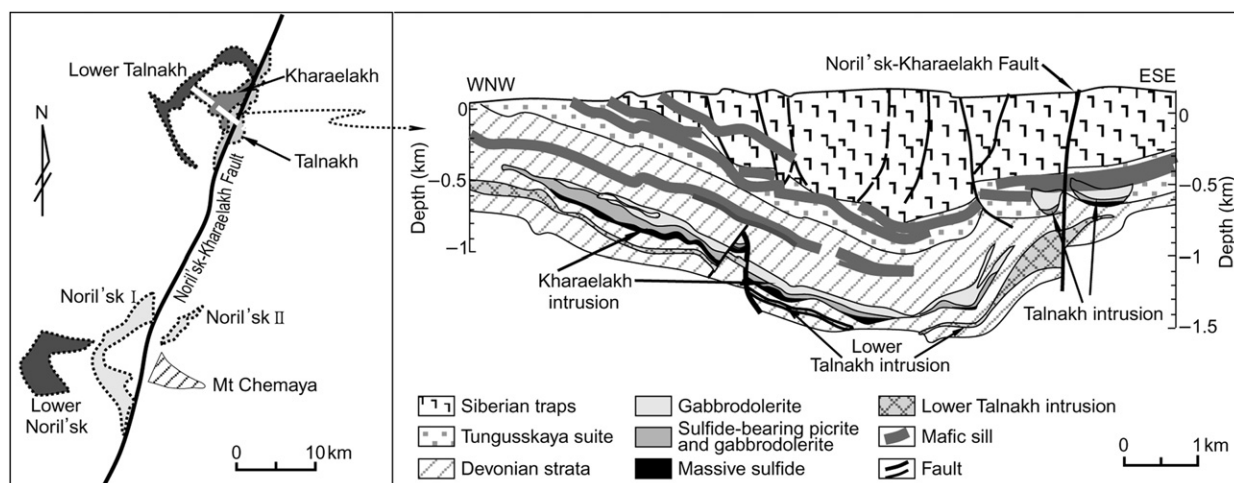 Lower Talnakh
Kharaelakh
N
Talnakh
Noril'sk-Kharaelakh Fault
Noril'sk I
Noril'sk II
Mt Chemaya
Lower
Noril'sk
0 10 km
WNW
Noril'sk-Kharaelakh Fault
ESE
0
−0.5
−1
Depth (km)
0
−0.5
−1
−1.5
Depth (km)
Kharaelakh
intrusion
Talnakh intrusion
Lower
Talnakh intrusion
Siberian traps
Gabbrodolerite
Lower Talnakh intrusion
Tungusskaya suite
Sulfide-bearing picrite
and gabbrodolerite
Mafic sill
Devonian strata
Massive sulfide
Fault
0 1km